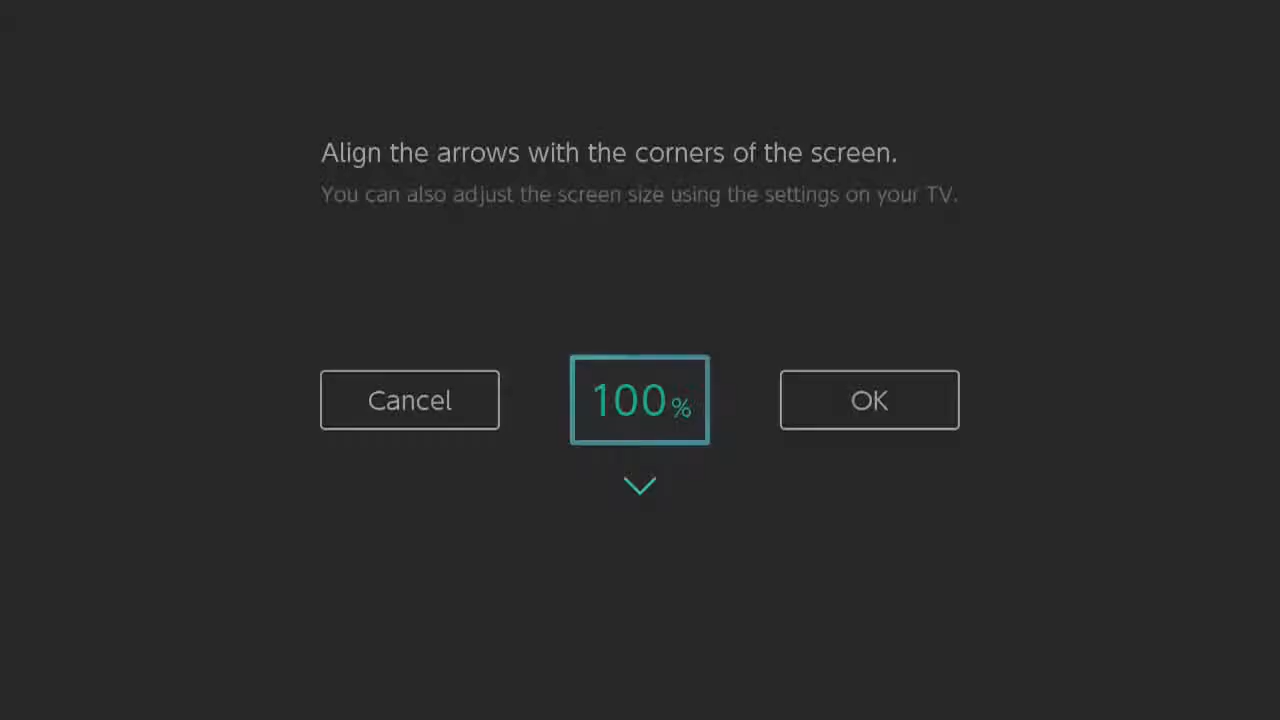 Align the arrows with the corners of the screen.
You can also adjust the screen size using the settings on your TV.
Cancel
100%
OK